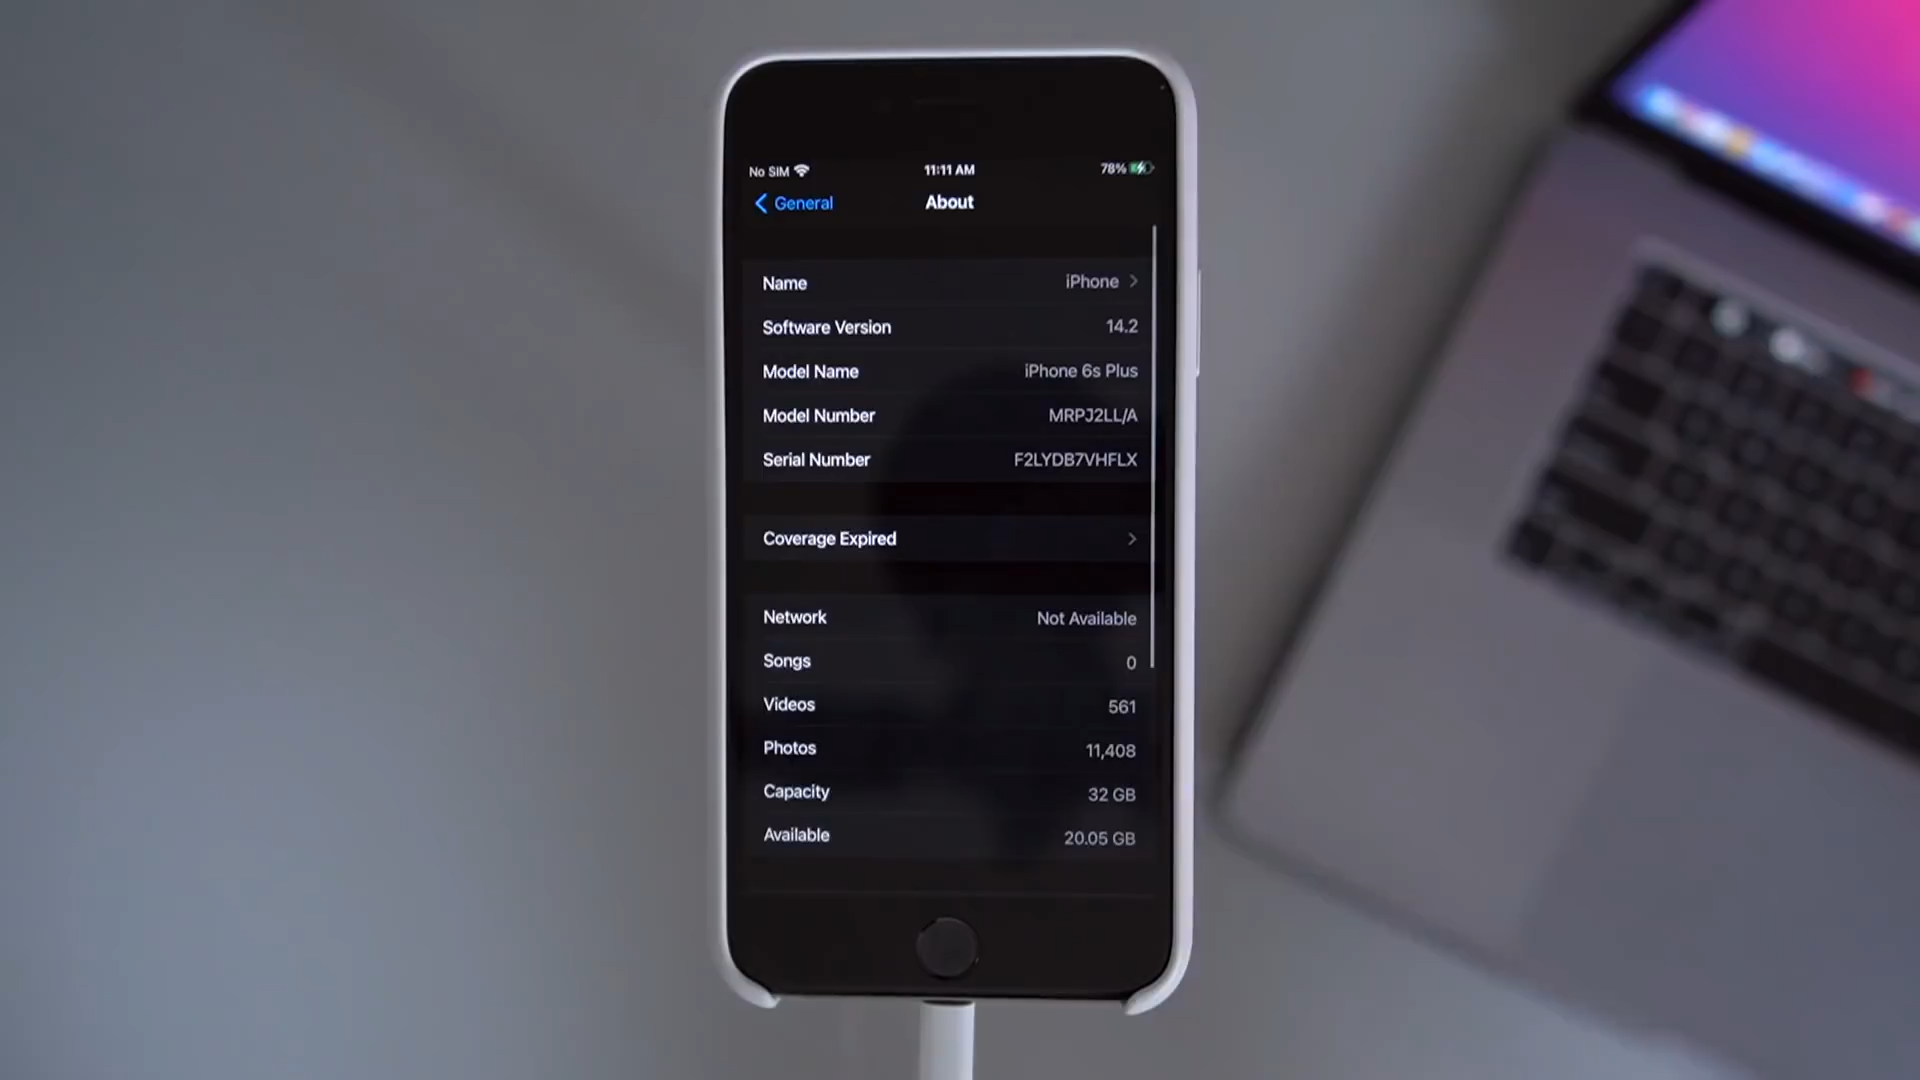 No SIM 11:11 AM 78%
General About
Name iPhone
Software Version 14.2
Model Name iPhone 6s Plus
Model Number MRPJ2LL/A
Serial Number F2LYDB7VHFLX
Coverage Expired
Network Not Available
Songs 0
Videos 561
Photos 11,408
Capacity 32 GB
Available 20.05 GB